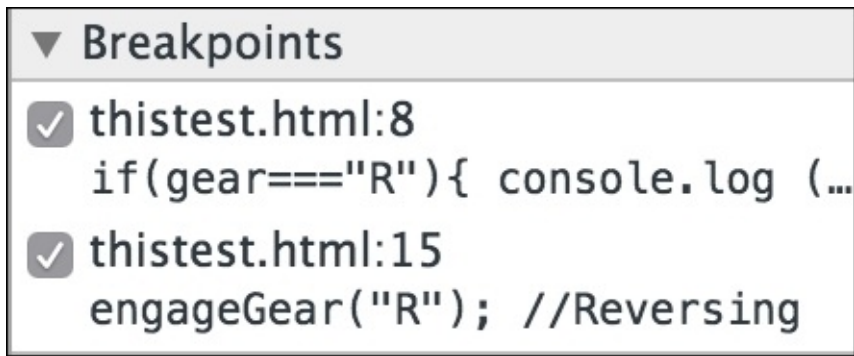 Breakpoints
thistest.html:8
if(gear==="R"){ console.log (…
thistest.html:15
engageGear("R"); //Reversing